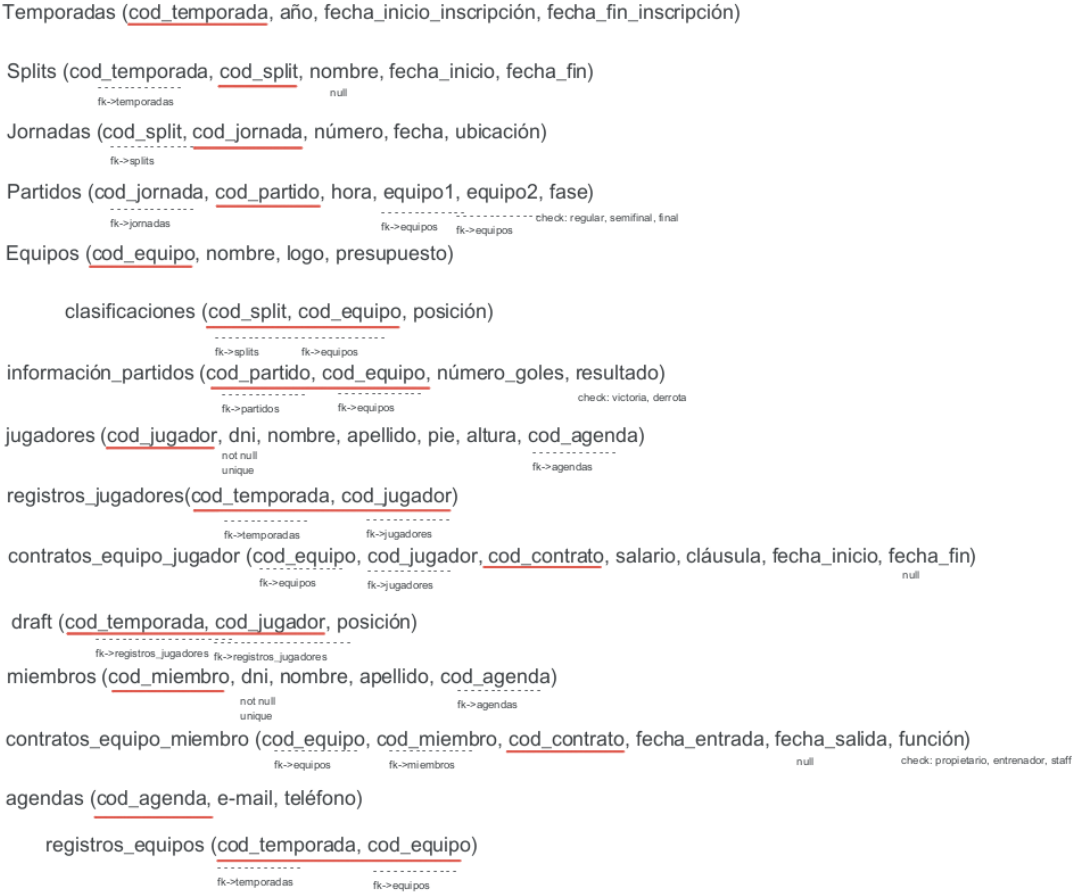 Temporadas (cod_temporada, año, fecha_inicio_inscripción, fecha_fin_inscripción)
Splits (cod_temporada, cod_split, nombre, fecha_inicio, fecha_fin)
fk->temporadas null
Jornadas (cod_split, cod_jornada, número, fecha, ubicación)
fk->splits
Partidos (cod_jornada, cod_partido, hora, equipo1, equipo2, fase)
fk->jornadas fk->equipos fk->equipos check: regular, semifinal, final
Equipos (cod_equipo, nombre, logo, presupuesto)
clasificaciones (cod_split, cod_equipo, posición)
fk->splits fk->equipos
información_partidos (cod_partido, cod_equipo, número_goles, resultado)
fk->partidos fk->equipos check: victoria, derrota
jugadores (cod_jugador, dni, nombre, apellido, pie, altura, cod_agenda)
not null
unique fk->agendas
registros_jugadores(cod_temporada, cod_jugador)
fk->temporadas fk->jugadores
contratos_equipo_jugador (cod_equipo, cod_jugador, cod_contrato, salario, cláusula, fecha_inicio, fecha_fin)
fk->equipos fk->jugadores null
draft (cod_temporada, cod_jugador, posición)
fk->registros_jugadores fk->registros_jugadores
miembros (cod_miembro, dni, nombre, apellido, cod_agenda)
not null fk->agendas
unique
contratos_equipo_miembro (cod_equipo, cod_miembro, cod_contrato, fecha_entrada, fecha_salida, función)
fk->equipos fk->miembros null check: propietario, entrenador, staff
agendas (cod_agenda, e-mail, teléfono)
registros_equipos (cod_temporada, cod_equipo)
fk->temporadas fk->equipos